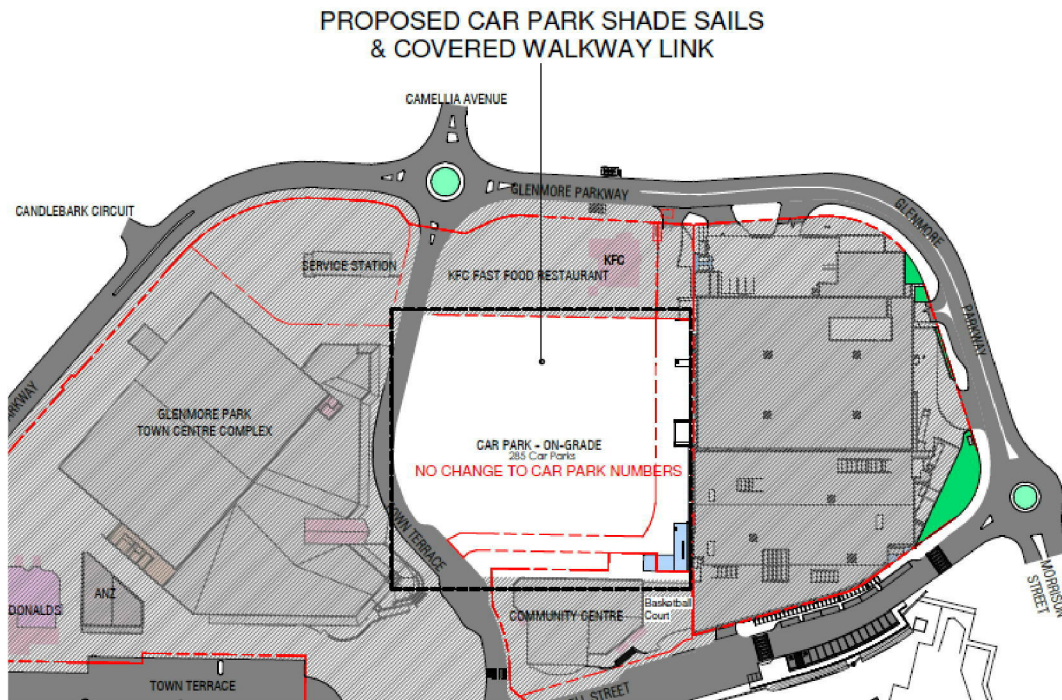 PROPOSED CAR PARK SHADE SAILS
& COVERED WALKWAY LINK
CAMELLIA AVENUE
GLENMORE PARKWAY
CANDLEBARK CIRCUIT
GLENMORE
PARKWAY
SERVICE STATION
KFC
KFC FAST FOOD RESTAURANT
GLENMORE PARK
TOWN CENTRE COMPLEX
CAR PARK - ON-GRADE
285 Car Parks
NO CHANGE TO CAR PARK NUMBERS
TOWN TERRACE
ANZ
DONALDS
COMMUNITY CENTRE
Basketball
Court
MORRISON
STREET
TOWN TERRACE
STREET